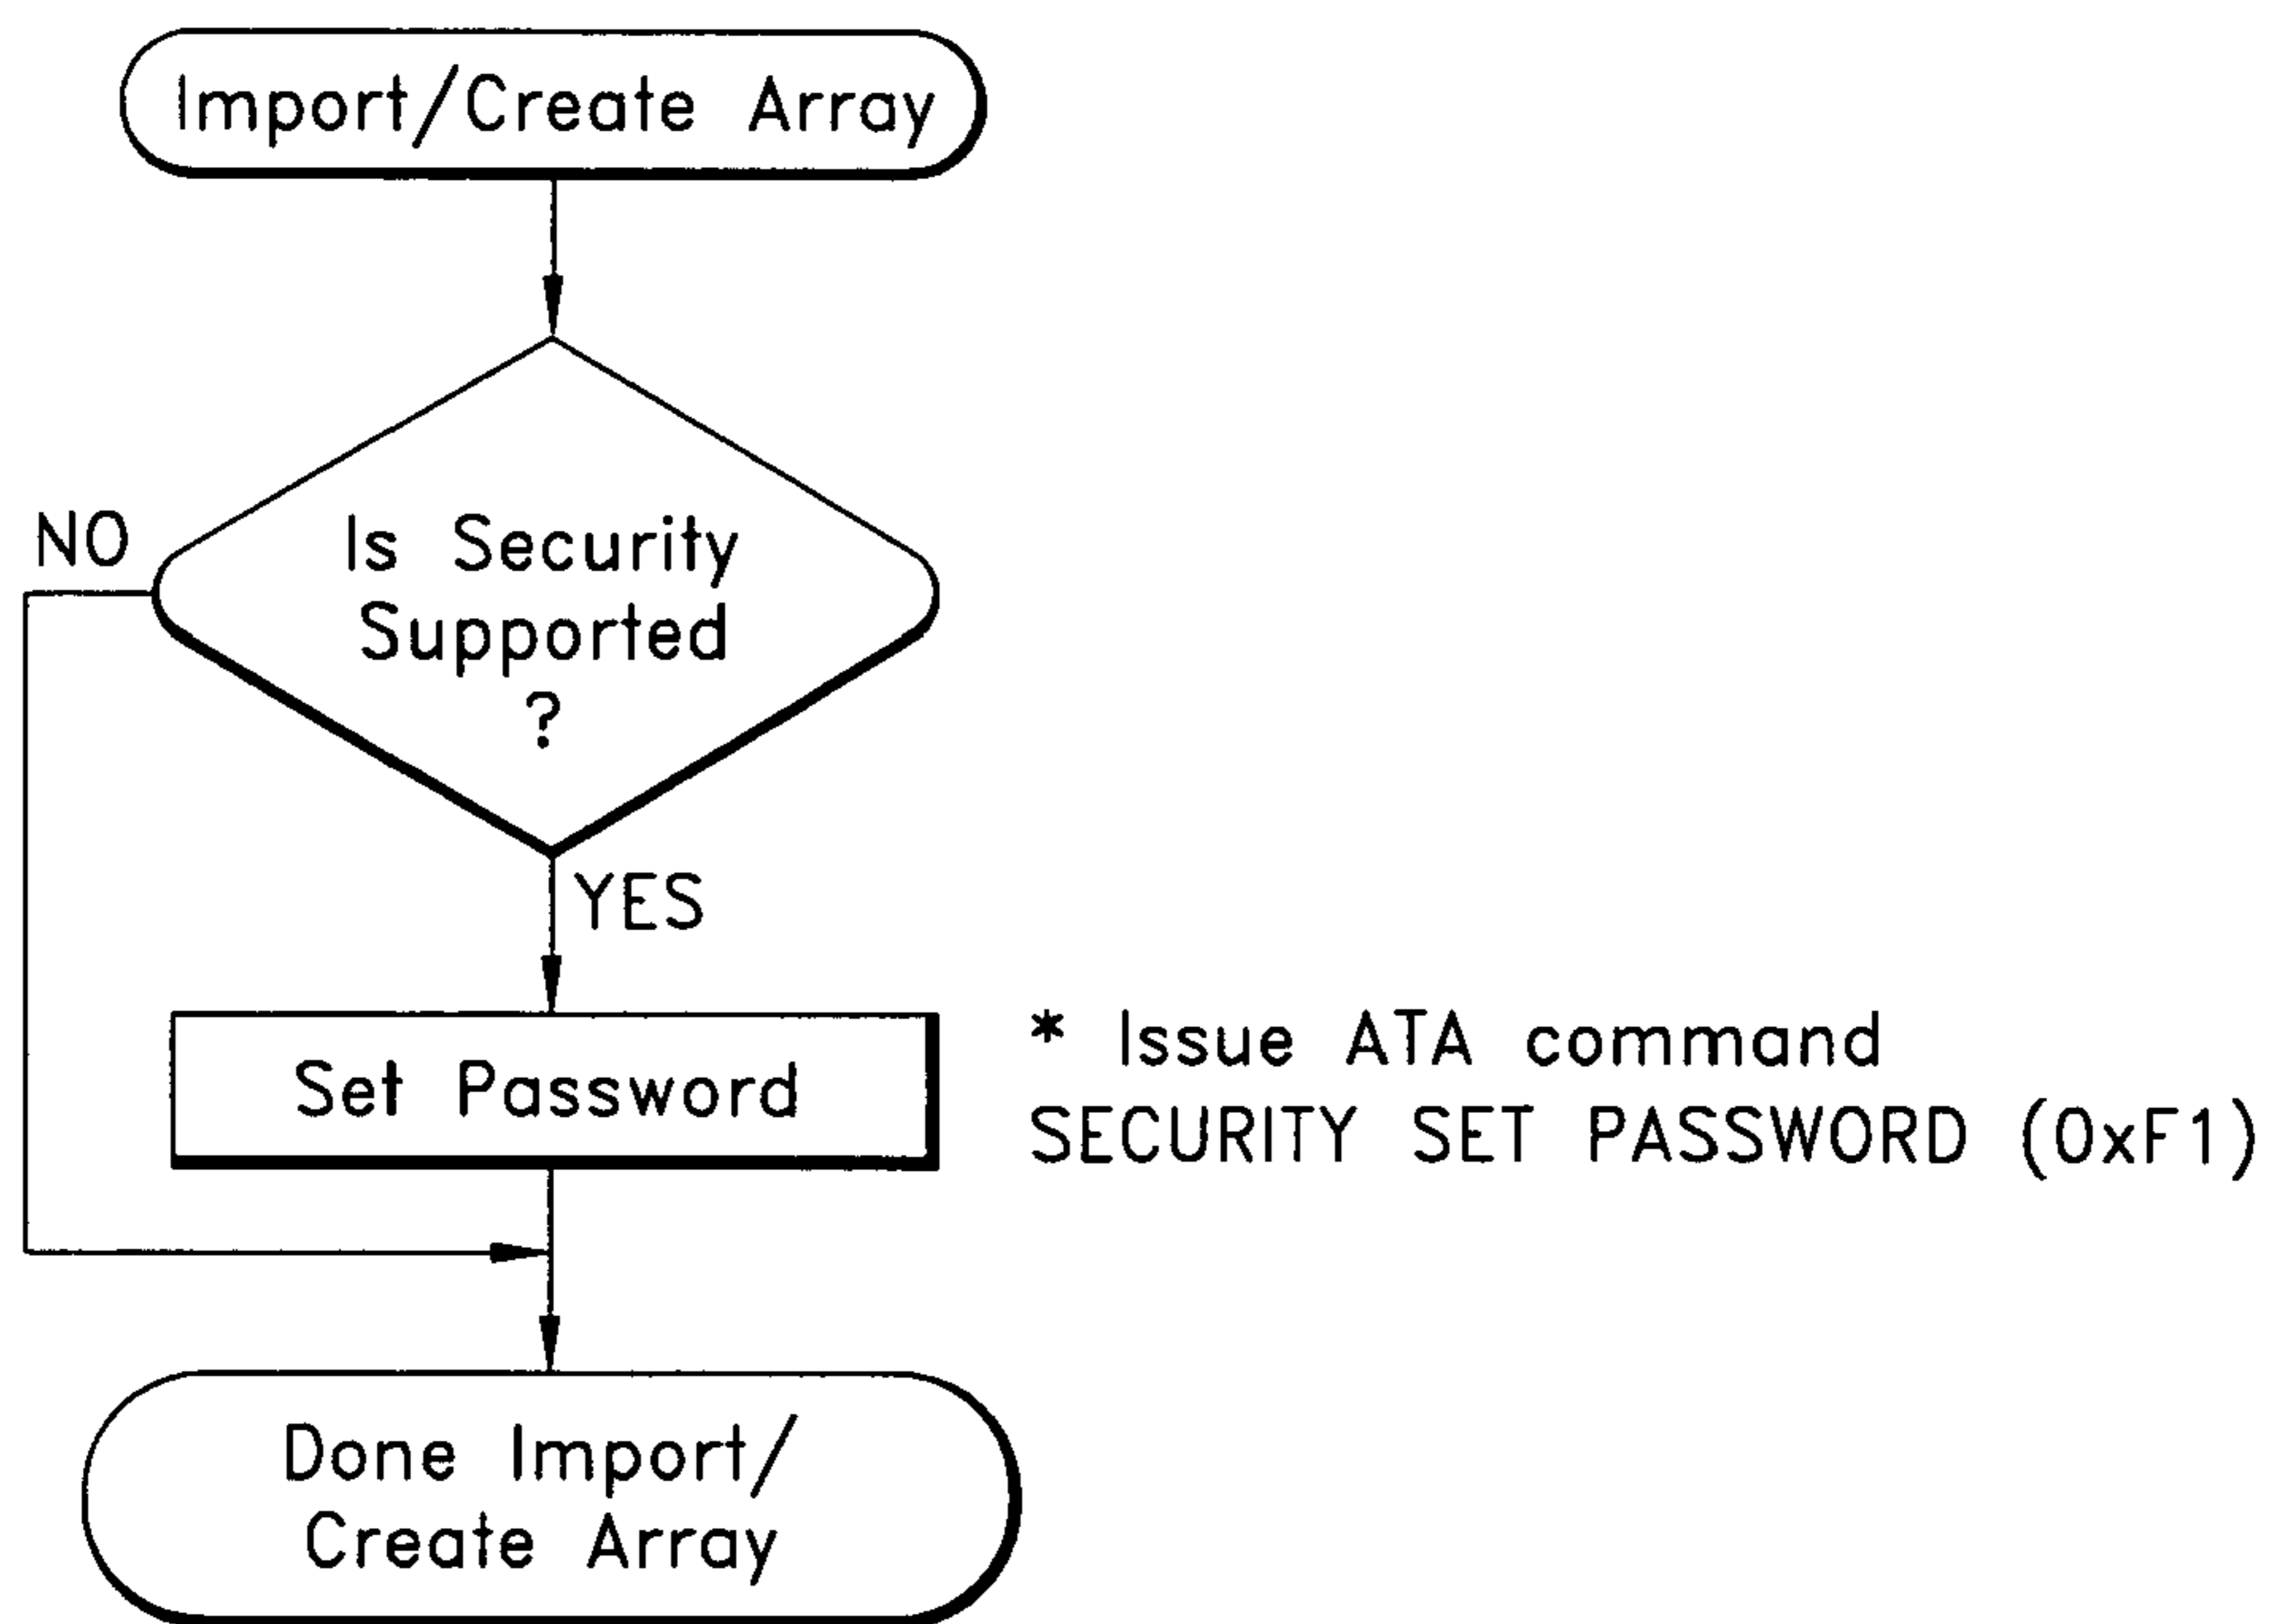 Import/Create Array
NO
Is Security
Supported
?
YES
Set Password
* Issue ATA command
SECURITY SET PASSWORD (0xF1)
Done Import/
Create Array